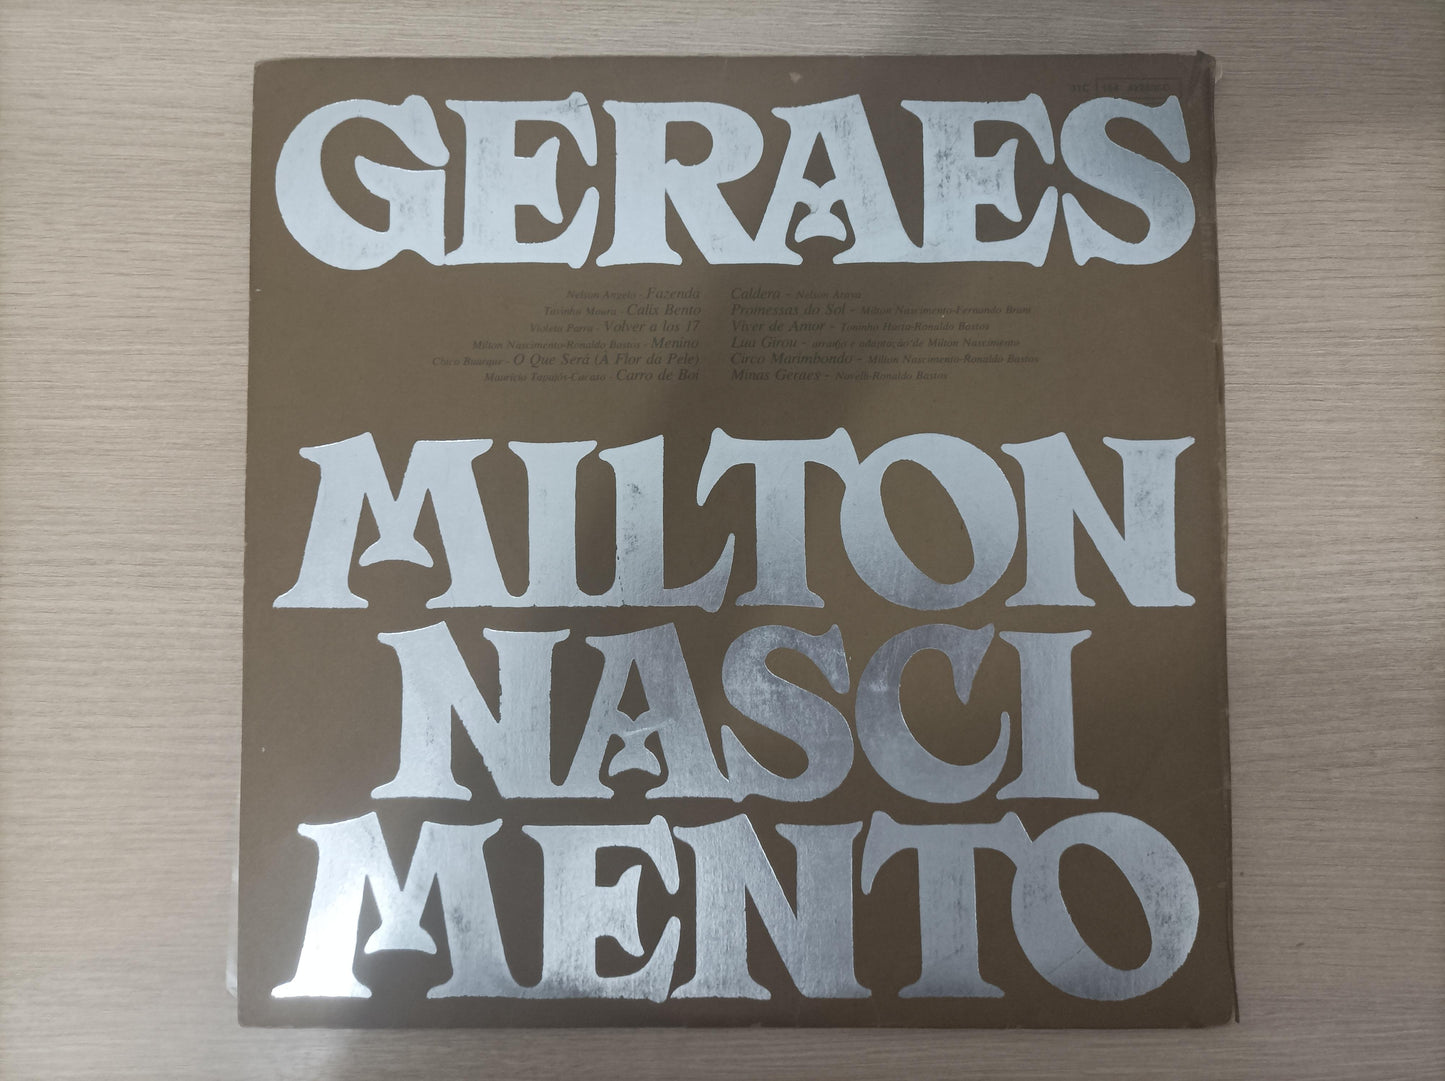 GERAES
Nelson Angelo - Fazenda
Tavinho Moura - Calix Bento
Violeta Parra - Volver a los 17
Milton Nascimento-Ronaldo Bastos - Menino
Chico Buarque - O Que Será (À Flor da Pele)
Maurício Tapajós-Cacaso - Carro de Boi
Caldera - Nelson Araya
Promessas do Sol - Milton Nascimento-Fernando Brant
Viver de Amor - Toninho Horta-Ronaldo Bastos
Lua Girou - arranjo e adaptação de Milton Nascimento
Circo Marimbondo - Milton Nascimento-Ronaldo Bastos
Minas Geraes - Novelli-Ronaldo Bastos
MILTON
NASCI
MENTO